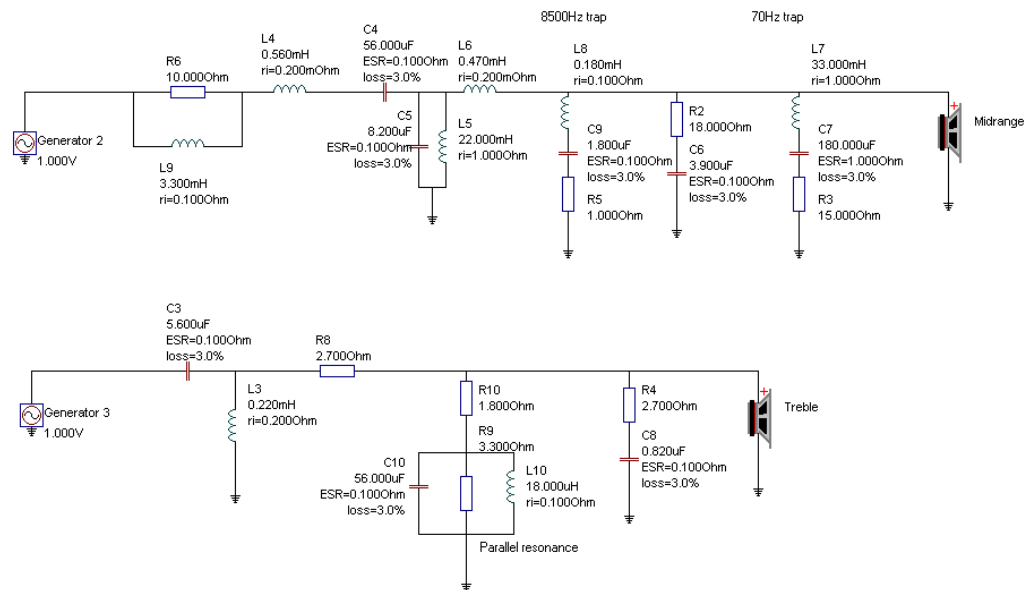 8500Hz trap
70Hz trap
R6
10.000Ohm
L4
0.560mH
ri=0.200mOhm
C4
56.000uF
ESR=0.100Ohm
loss=3.0%
L6
0.470mH
ri=0.200mOhm
L8
0.180mH
ri=0.100Ohm
L7
33.000mH
ri=1.000Ohm
Generator 2
1.000V
L9
3.300mH
ri=0.100Ohm
C5
8.200uF
ESR=0.100Ohm
loss=3.0%
L5
22.000mH
ri=1.000Ohm
C9
1.800uF
ESR=0.100Ohm
loss=3.0%
R5
1.000Ohm
R2
18.000Ohm
C6
3.900uF
ESR=0.100Ohm
loss=3.0%
C7
180.000uF
ESR=1.000Ohm
loss=3.0%
R3
15.000Ohm
+
Midrange
C3
5.600uF
ESR=0.100Ohm
loss=3.0%
R8
2.700Ohm
Generator 3
1.000V
L3
0.220mH
ri=0.200Ohm
R10
1.800Ohm
R9
3.300Ohm
C10
56.000uF
ESR=0.100Ohm
loss=3.0%
L10
18.000uH
ri=0.100Ohm
Parallel resonance
R4
2.700Ohm
C8
0.820uF
ESR=0.100Ohm
loss=3.0%
+
Treble